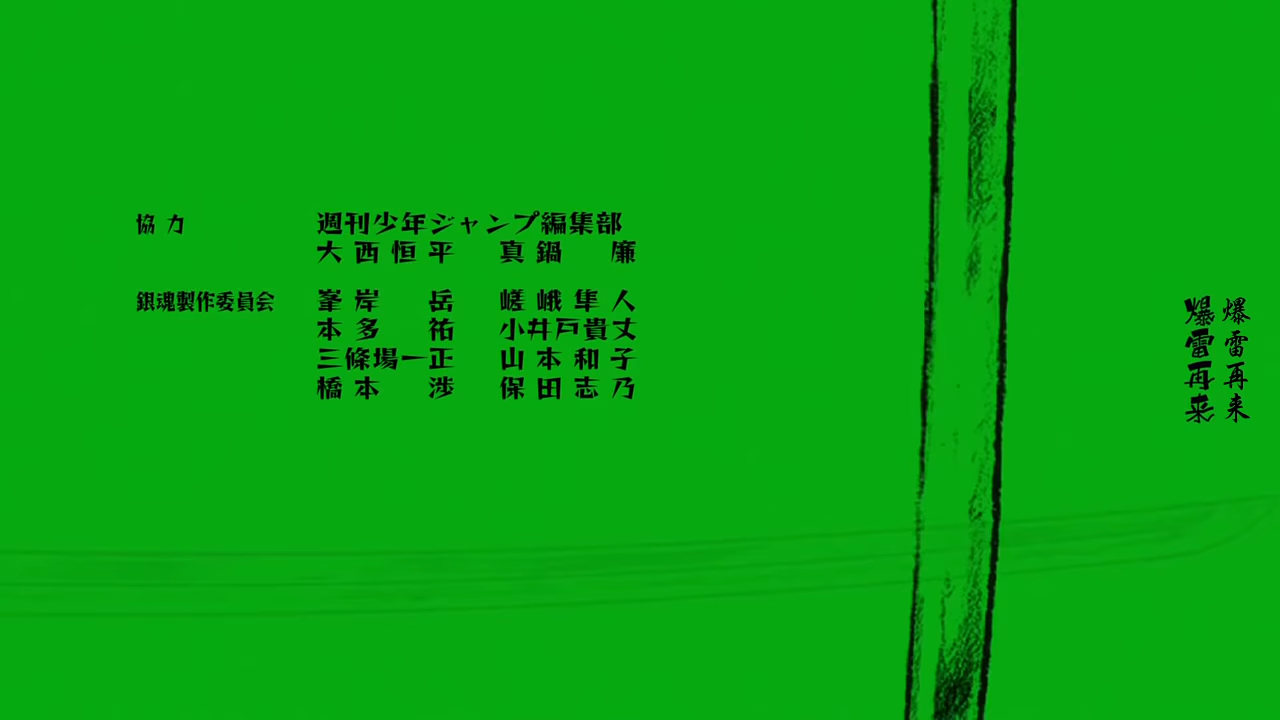 協力
週刊少年ジャンプ編集部
大西恒平 真鍋廉
銀魂製作委員会
峯岸岳 嵯峨隼人
本多祐 小井戸貴丈
三條場一正 山本和子
橋本渉 保田志乃
爆雷再来
爆雷再来